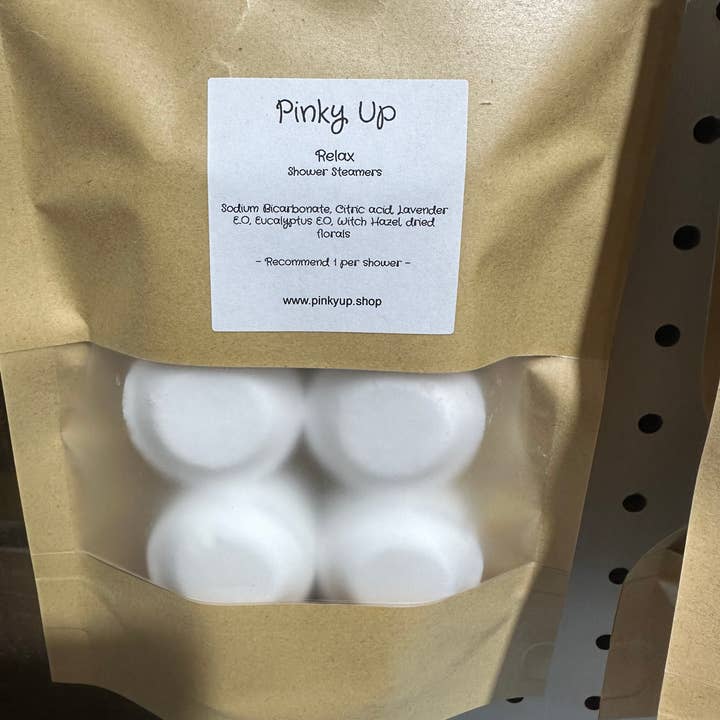 Pinky Up
Relax
Shower Steamers
Sodium Bicarbonate, Citric acid, Lavender
E.O, Eucalyptus EO, Witch Hazel, dried
florals
- Recommend 1 per shower -
www.pinkyup.shop